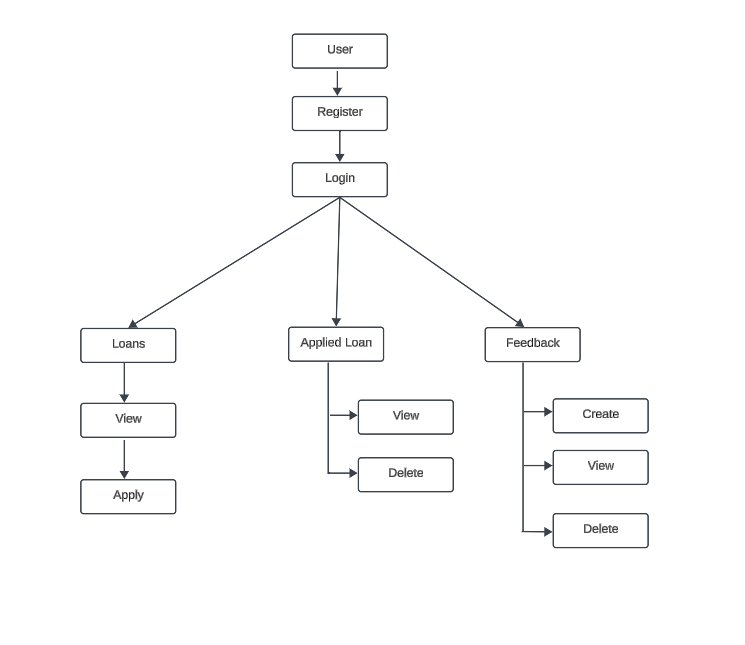 User
Register
Login
Loans
Applied Loan
Feedback
View
Apply
View
Delete
Create
View
Delete